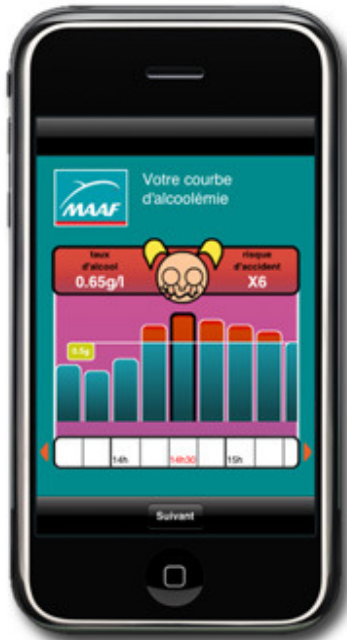 MAAF
Votre courbe
d'alcoolémie
taux
d'alcool
0.65g/l
risque
d'accident
X6
0.5g
14h
14h30
15h
Suivant